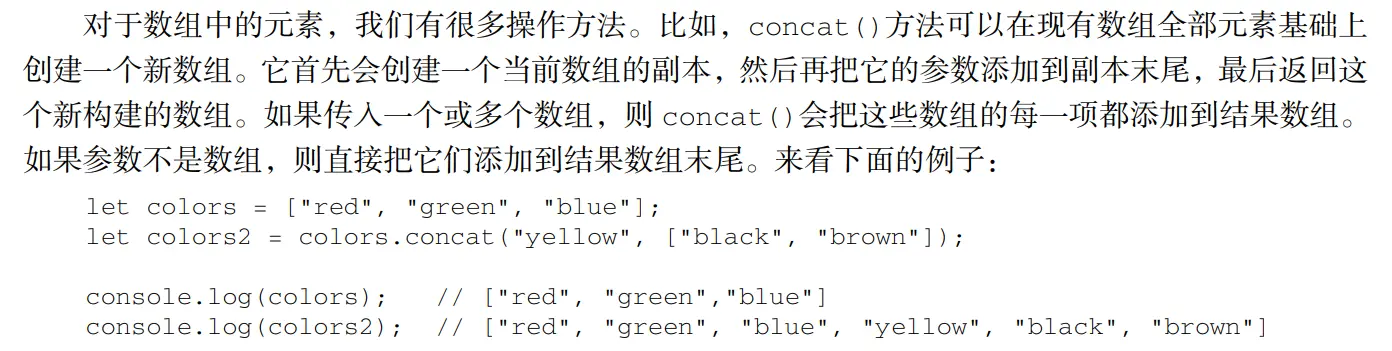 对于数组中的元素，我们有很多操作方法。比如，concat()方法可以在现有数组全部元素基础上
创建一个新数组。它首先会创建一个当前数组的副本，然后再把它的参数添加到副本末尾，最后返回这
个新构建的数组。如果传入一个或多个数组，则 concat()会把这些数组的每一项都添加到结果数组。
如果参数不是数组，则直接把它们添加到结果数组末尾。来看下面的例子：
let colors = ["red", "green", "blue"];
let colors2 = colors.concat("yellow", ["black", "brown"]);
console.log(colors);   // ["red", "green","blue"]
console.log(colors2);  // ["red", "green", "blue", "yellow", "black", "brown"]